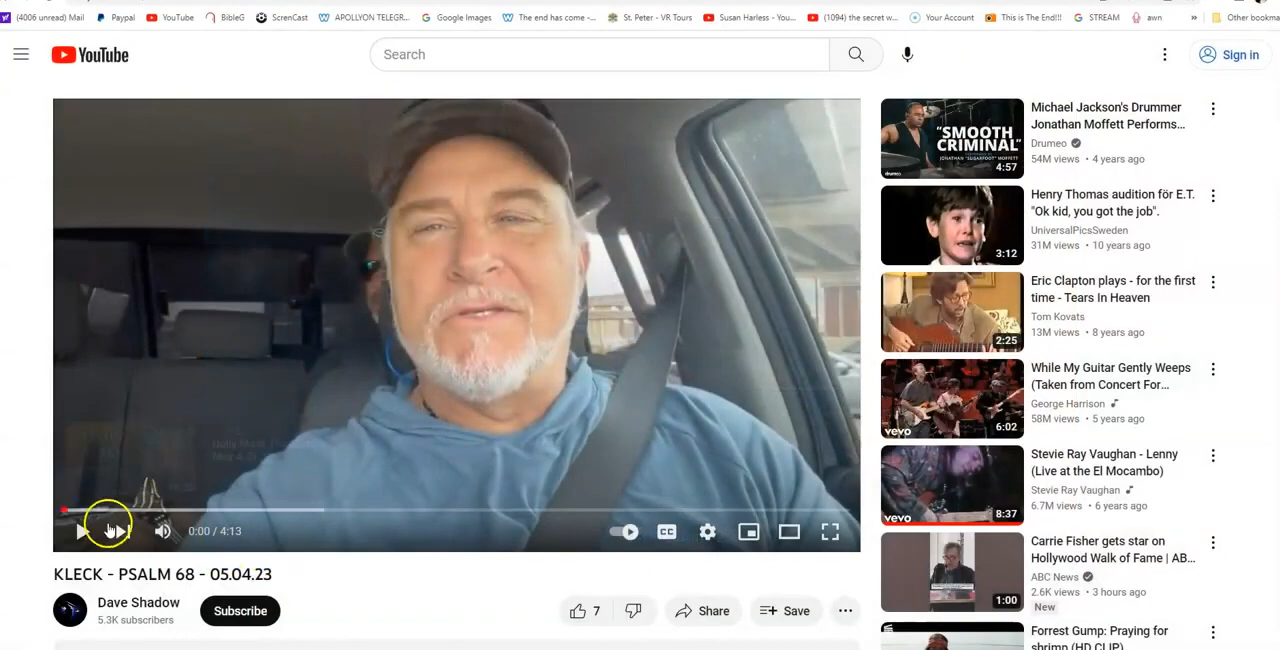 (4006 unread) Mail Paypal YouTube BibleG ScrenCast APOLLYON TELEGR... Google Images The end has come -... St. Peter - VR Tours Susan Harless - You... (1094) the secret w... Your Account This is The End!!! STREAM awn » Other bookma
YouTube Search Sign in
Michael Jackson's Drummer
Jonathan Moffett Performs...
Drumeo
54M views • 4 years ago
"SMOOTH
CRIMINAL"
JONATHAN "SUGARFOOT" MOFFETT
drumeo
4:57
Henry Thomas audition för E.T.
"Ok kid, you got the job".
UniversalPicsSweden
31M views • 10 years ago
3:12
Eric Clapton plays - for the first
time - Tears In Heaven
Tom Kovats
13M views • 8 years ago
2:25
While My Guitar Gently Weeps
(Taken from Concert For...
George Harrison
58M views • 5 years ago
vevo 6:02
Stevie Ray Vaughan - Lenny
(Live at the El Mocambo)
Stevie Ray Vaughan
6.7M views • 6 years ago
vevo 8:37
Carrie Fisher gets star on
Hollywood Walk of Fame | AB...
ABC News
2.6K views • 3 hours ago
New
1:00
Forrest Gump: Praying for
shrimp (HD CLIP)
0:00 / 4:13 CC
KLECK - PSALM 68 - 05.04.23
Dave Shadow
5.3K subscribers
Subscribe
7 Share Save